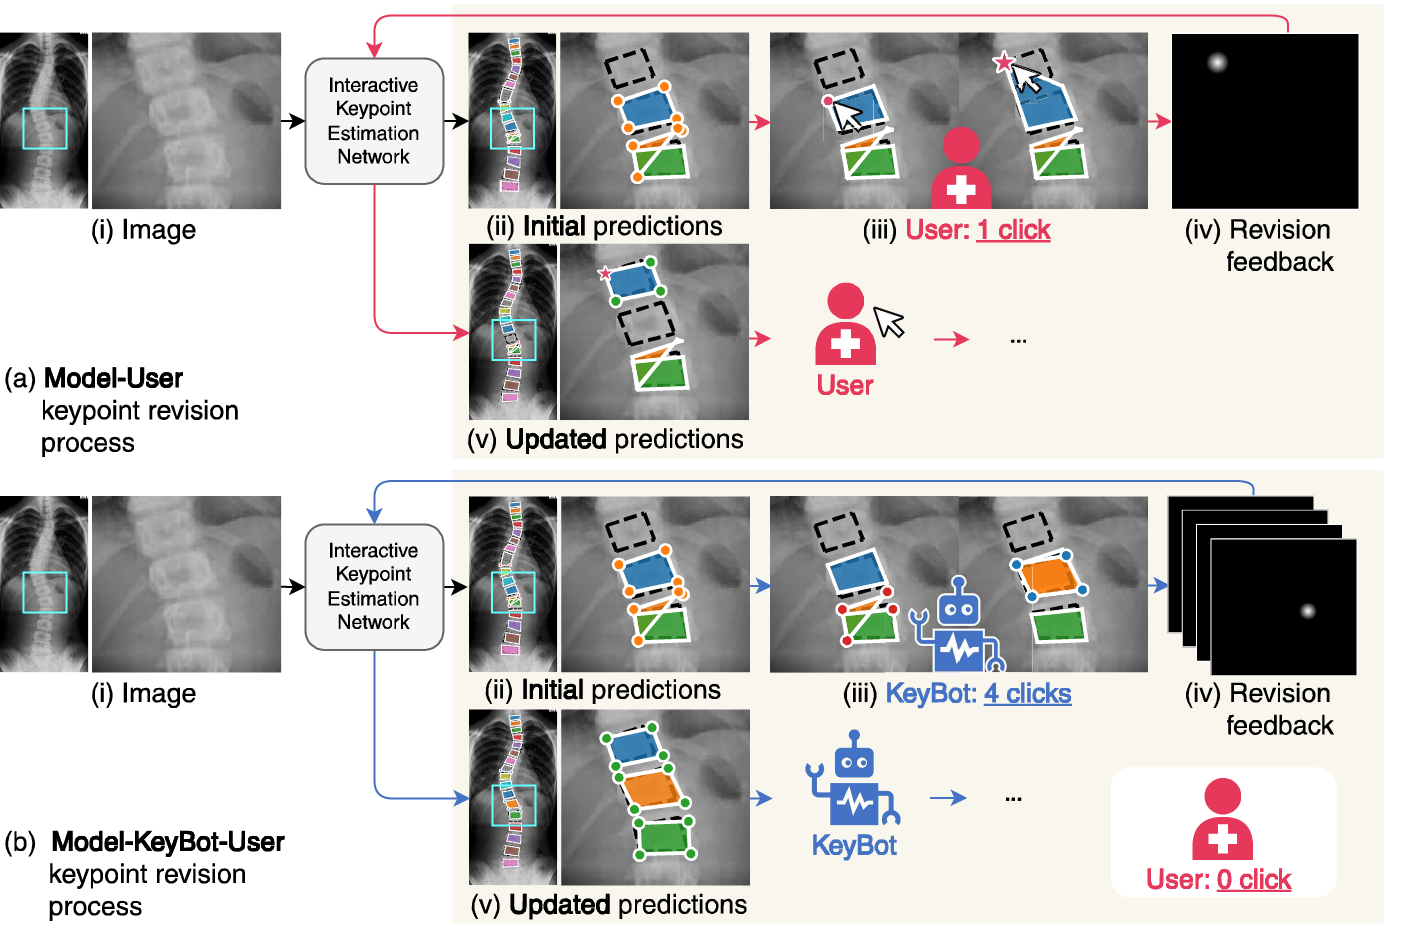 Interactive
Keypoint
Estimation
Network
(i) Image
(ii) Initial predictions
(iii) User: 1 click
(iv) Revision
feedback
(a) Model-User
keypoint revision
process
User
...
(v) Updated predictions
Interactive
Keypoint
Estimation
Network
(i) Image
(ii) Initial predictions
(iii) KeyBot: 4 clicks
(iv) Revision
feedback
(b) Model-KeyBot-User
keypoint revision
process
KeyBot
...
User: 0 click
(v) Updated predictions